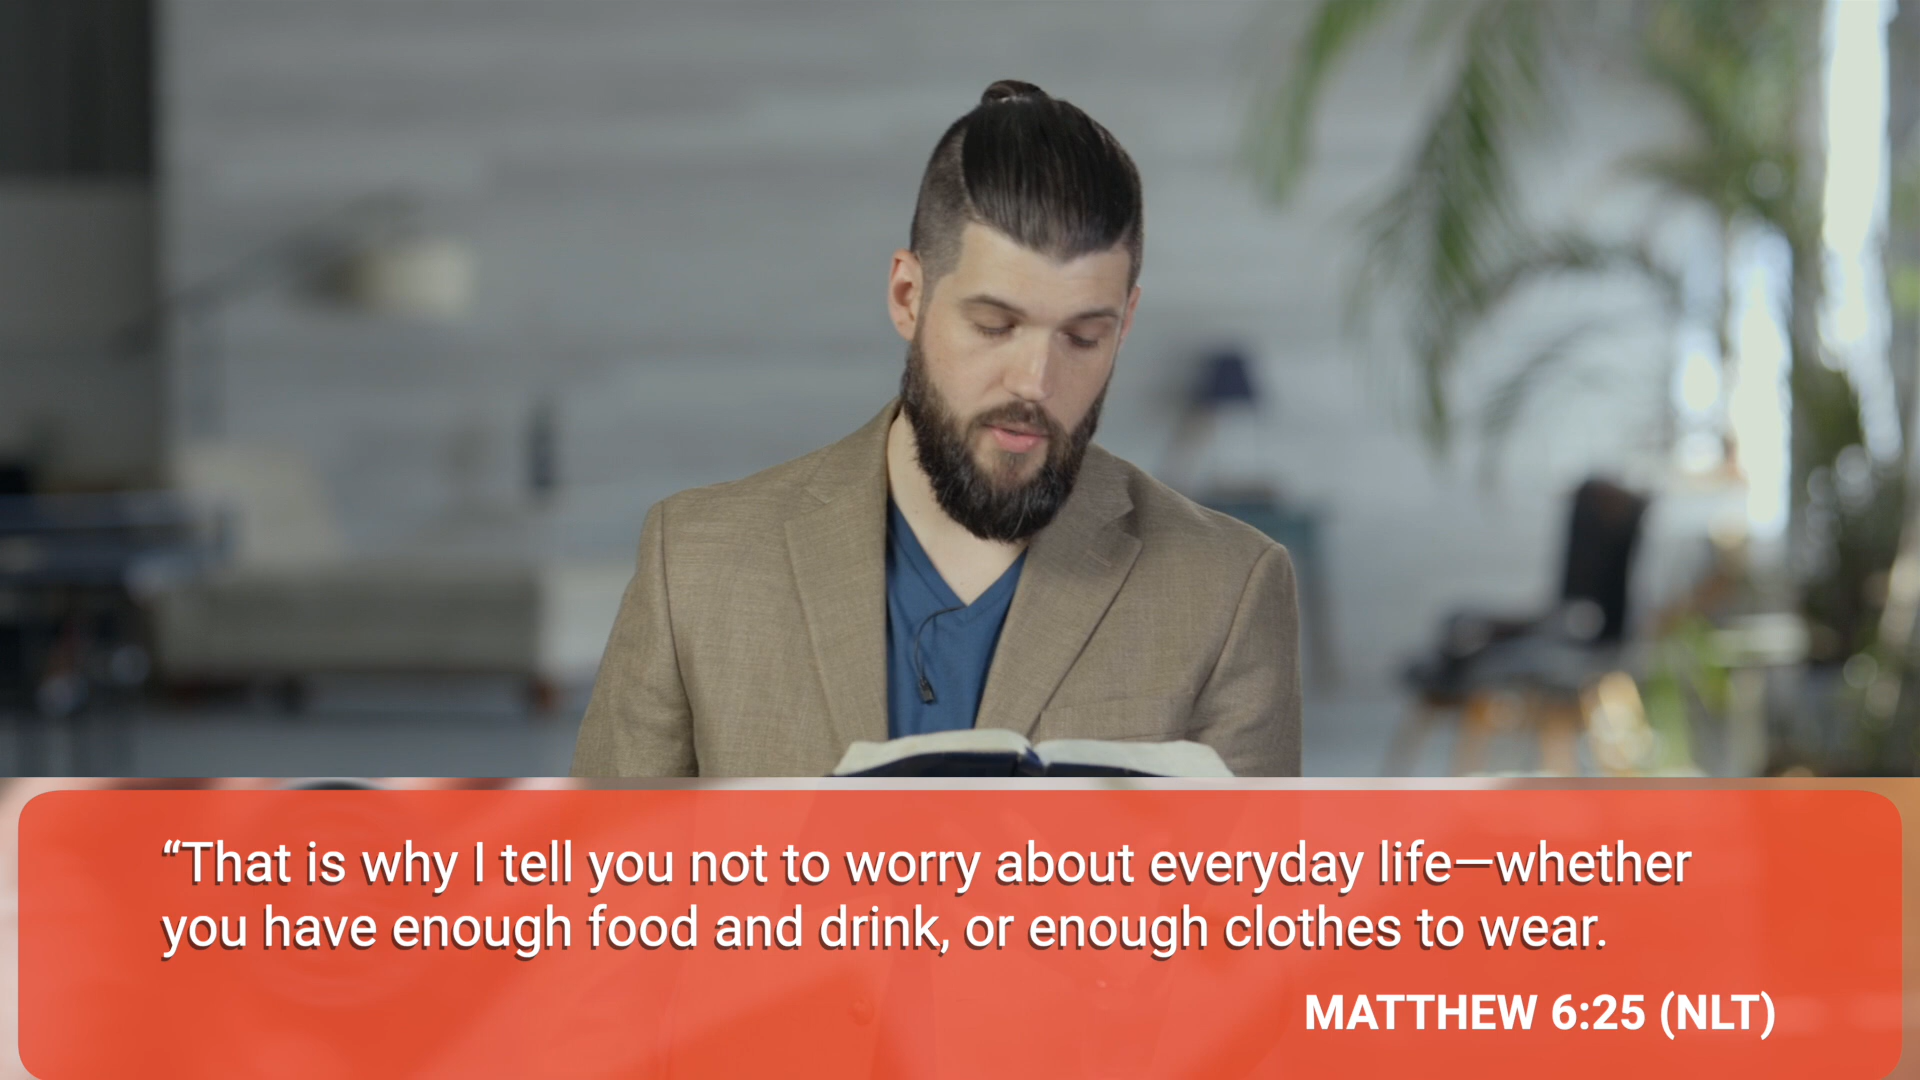 “That is why I tell you not to worry about everyday life—whether
you have enough food and drink, or enough clothes to wear.
MATTHEW 6:25 (NLT)